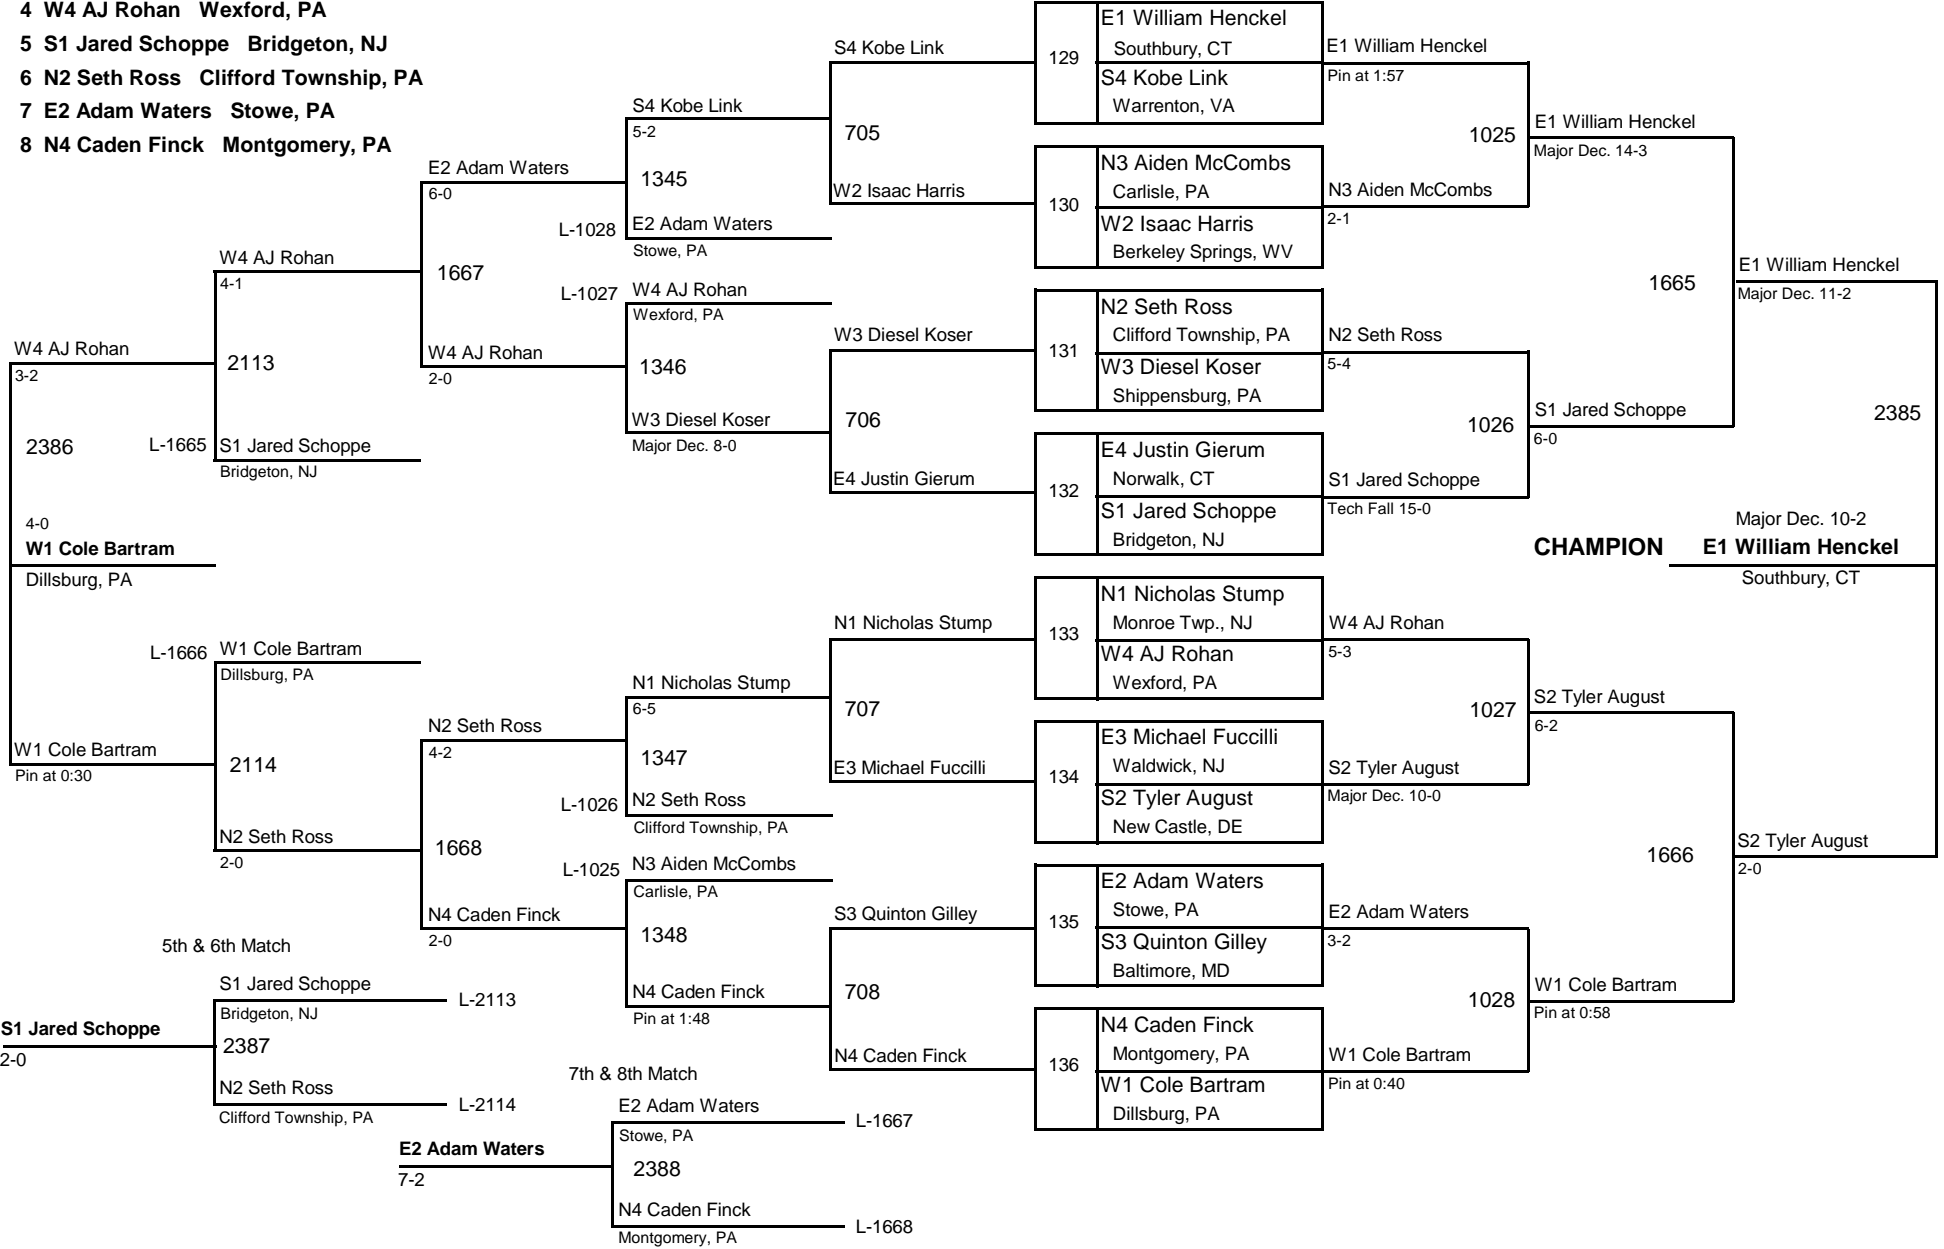 4 W4 AJ Rohan Wexford, PA
5 S1 Jared Schoppe Bridgeton, NJ
6 N2 Seth Ross Clifford Township, PA
7 E2 Adam Waters Stowe, PA
8 N4 Caden Finck Montgomery, PA
W4 AJ Rohan
3-2
2386
4-0
W1 Cole Bartram
Dillsburg, PA
W1 Cole Bartram
Pin at 0:30
W4 AJ Rohan
4-1
2113
L-1665
S1 Jared Schoppe
Bridgeton, NJ
L-1666
W1 Cole Bartram
Dillsburg, PA
2114
N2 Seth Ross
2-0
E2 Adam Waters
6-0
1667
W4 AJ Rohan
2-0
N2 Seth Ross
4-2
1668
N4 Caden Finck
2-0
S4 Kobe Link
5-2
1345
L-1028
E2 Adam Waters
Stowe, PA
L-1027
W4 AJ Rohan
Wexford, PA
1346
W3 Diesel Koser
Major Dec. 8-0
N1 Nicholas Stump
6-5
1347
L-1026
N2 Seth Ross
Clifford Township, PA
L-1025
N3 Aiden McCombs
Carlisle, PA
1348
N4 Caden Finck
Pin at 1:48
S4 Kobe Link
705
W2 Isaac Harris
W3 Diesel Koser
706
E4 Justin Gierum
N1 Nicholas Stump
707
E3 Michael Fuccilli
S3 Quinton Gilley
708
N4 Caden Finck
129
E1 William Henckel
Southbury, CT
S4 Kobe Link
Warrenton, VA
130
N3 Aiden McCombs
Carlisle, PA
W2 Isaac Harris
Berkeley Springs, WV
131
N2 Seth Ross
Clifford Township, PA
W3 Diesel Koser
Shippensburg, PA
132
E4 Justin Gierum
Norwalk, CT
S1 Jared Schoppe
Bridgeton, NJ
133
N1 Nicholas Stump
Monroe Twp., NJ
W4 AJ Rohan
Wexford, PA
134
E3 Michael Fuccilli
Waldwick, NJ
S2 Tyler August
New Castle, DE
135
E2 Adam Waters
Stowe, PA
S3 Quinton Gilley
Baltimore, MD
136
N4 Caden Finck
Montgomery, PA
W1 Cole Bartram
Dillsburg, PA
E1 William Henckel
Pin at 1:57
1025
N3 Aiden McCombs
2-1
N2 Seth Ross
5-4
1026
S1 Jared Schoppe
Tech Fall 15-0
W4 AJ Rohan
5-3
1027
S2 Tyler August
Major Dec. 10-0
E2 Adam Waters
3-2
1028
W1 Cole Bartram
Pin at 0:40
E1 William Henckel
Major Dec. 14-3
1665
S1 Jared Schoppe
6-0
S2 Tyler August
6-2
1666
W1 Cole Bartram
Pin at 0:58
E1 William Henckel
Major Dec. 11-2
2385
Major Dec. 10-2
CHAMPION E1 William Henckel
Southbury, CT
S2 Tyler August
2-0
5th & 6th Match
S1 Jared Schoppe
L-2113
Bridgeton, NJ
S1 Jared Schoppe
2387
2-0
N2 Seth Ross
L-2114
Clifford Township, PA
7th & 8th Match
E2 Adam Waters
L-1667
Stowe, PA
E2 Adam Waters
2388
7-2
N4 Caden Finck
L-1668
Montgomery, PA